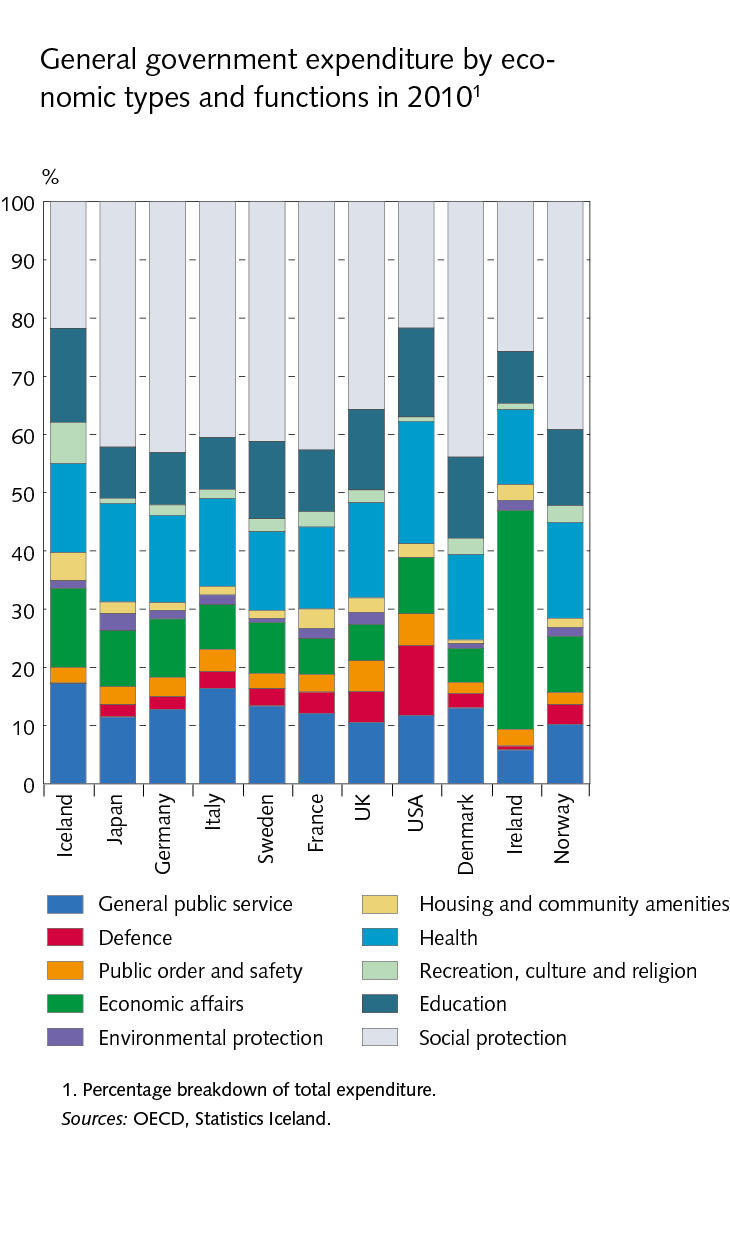 General government expenditure by eco-
nomic types and functions in 2010¹
%
100
90
80
70
60
50
40
30
20
10
0
Iceland
Japan
Germany
Italy
Sweden
France
UK
USA
Denmark
Ireland
Norway
General public service
Defence
Public order and safety
Economic affairs
Environmental protection
Housing and community amenities
Health
Recreation, culture and religion
Education
Social protection
1. Percentage breakdown of total expenditure.
Sources: OECD, Statistics Iceland.